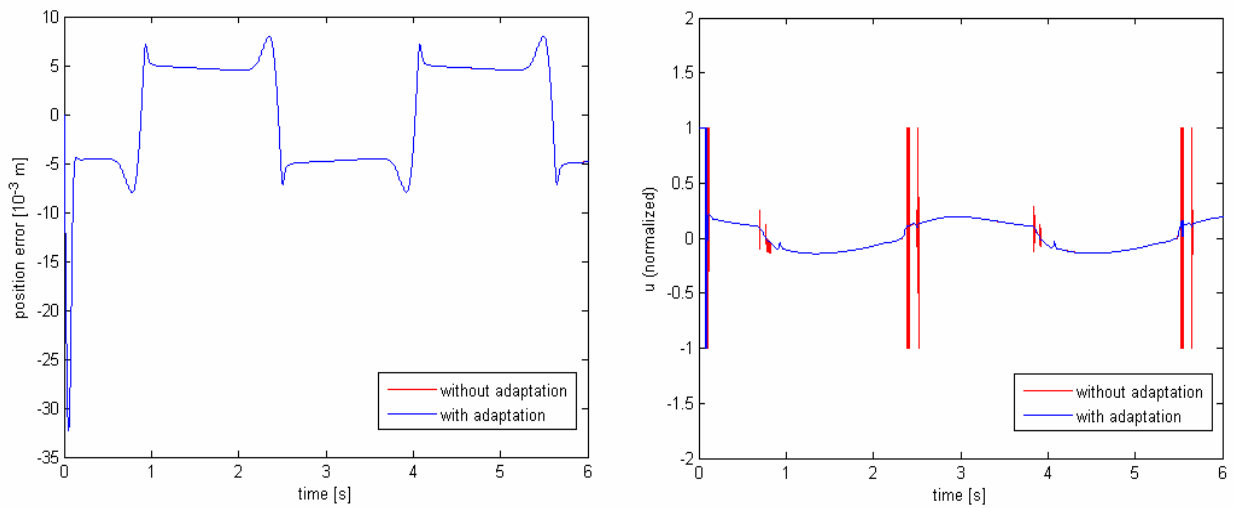 10
5
0
-5
-10
-15
-20
-25
-30
-35
position error [10⁻³ m]
0 1 2 3 4 5 6
time [s]
without adaptation
with adaptation
2
1.5
1
0.5
0
-0.5
-1
-1.5
-2
u (normalized)
0 1 2 3 4 5 6
time [s]
without adaptation
with adaptation